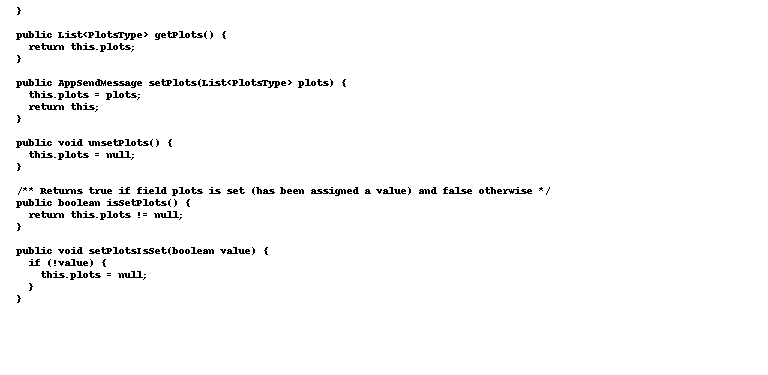 }
public List<PlotsType> getPlots() {
return this.plots;
}
public AppSendMessage setPlots(List<PlotsType> plots) {
this.plots = plots;
return this;
}
public void unsetPlots() {
this.plots = null;
}
/** Returns true if field plots is set (has been assigned a value) and false otherwise */
public boolean isSetPlots() {
return this.plots != null;
}
public void setPlotsIsSet(boolean value) {
if (!value) {
this.plots = null;
}
}